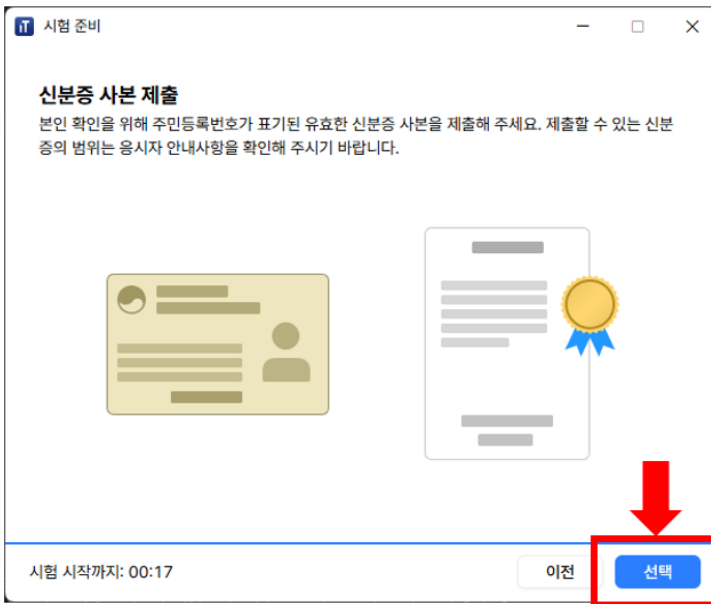 iT 시험 준비
신분증 사본 제출
본인 확인을 위해 주민등록번호가 표기된 유효한 신분증 사본을 제출해 주세요. 제출할 수 있는 신분
증의 범위는 응시자 안내사항을 확인해 주시기 바랍니다.
시험 시작까지: 00:17 이전 선택